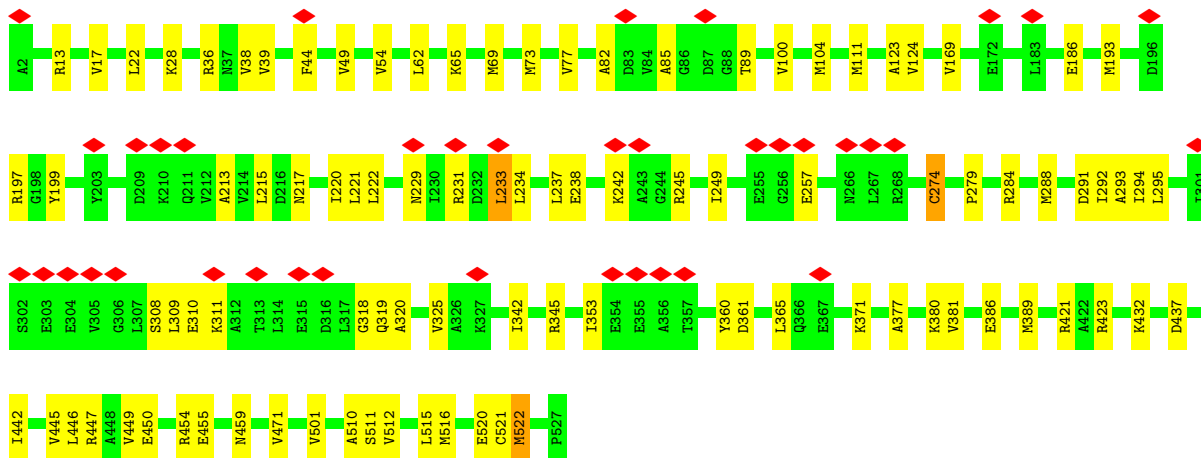 A2 R13 V17 L22 K28 R36 N37 V38 V39 F44 V49 V54 L62 K65 M69 M73 V77 A82 D83 V84 A85 G86 D87 G88 T89 V100 M104 M111 A123 V124 V169 E172 L183 E186 M193 D196
R197 G198 Y199 Y203 D209 K210 Q211 V212 A213 V214 L215 D216 N217 I220 L221 L222 N229 I230 R231 D232 L233 L234 L237 E238 K242 A243 G244 R245 I249 E255 G256 E257 N266 L267 R268 C274 P279 R284 M288 D291 I292 A293 I294 L295 I301
S302 E303 E304 V305 G306 L307 S308 L309 E310 K311 A312 T313 L314 E315 D316 L317 G318 Q319 A320 V325 A326 K327 I342 R345 I353 E354 E355 A356 T357 Y360 D361 L365 Q366 E367 K371 A377 K380 V381 E386 M389 R421 A422 R423 K432 D437
I442 V445 L446 R447 A448 V449 E450 R454 E455 N459 V471 V501 A510 S511 V512 L515 M516 E520 C521 M522 P527